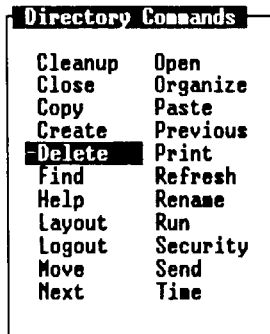 Directory Commands
Cleanup Open
Close Organize
Copy Paste
Create Previous
-Delete Print
Find Refresh
Help Rename
Layout Run
Logout Security
Move Send
Next Time